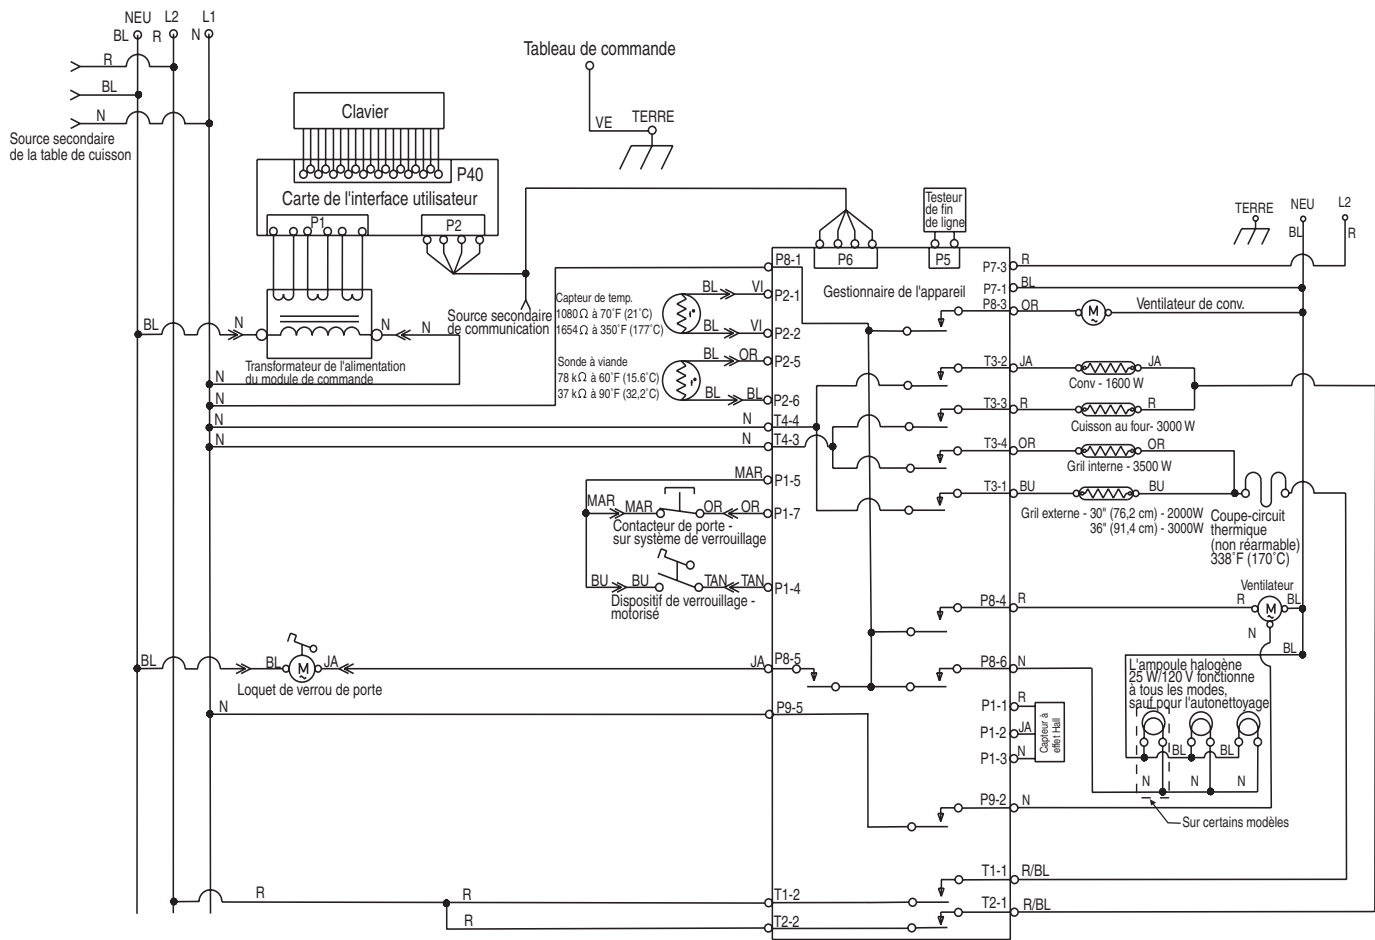 NEU L2 L1
BL R N
R
BL
N
Source secondaire
de la table de cuisson
Tableau de commande
VE
TERRE
Clavier
P40
Carte de l'interface utilisateur
P1
P2
Source secondaire
de communication
BL N N N
Transformateur de l'alimentation
du module de commande
N
N
N
N
Capteur de temp.
1080 Ω à 70°F (21°C)
1654 Ω à 350°F (177°C)
BL VI
BL VI
Sonde à viande
78 kΩ à 60°F (15.6°C)
37 kΩ à 90°F (32,2°C)
BL OR
BL BL
N
N
MAR
MAR MAR OR OR
Contacteur de porte -
sur système de verrouillage
BU BU TAN TAN
Dispositif de verrouillage -
motorisé
BL BL M JA JA
Loquet de verrou de porte
N
R R
R
P8-1
P2-1
P2-2
P2-5
P2-6
T4-4
T4-3
P1-5
P1-7
P1-4
P8-5
P9-5
T1-2
T2-2
P6
Testeur
de fin
de ligne
P5
Gestionnaire de l'appareil
P7-3
P7-1
P8-3
T3-2
T3-3
T3-4
T3-1
P8-4
P8-6
P1-1
P1-2
P1-3
P9-2
T1-1
T2-1
TERRE NEU L2
BL R
R
BL
OR M Ventilateur de conv.
JA JA
Conv - 1600 W
R R
Cuisson au four- 3000 W
OR OR
Gril interne - 3500 W
BU BU
Gril externe - 30" (76,2 cm) - 2000W
36" (91,4 cm) - 3000W
Coupe-circuit
thermique
(non réarmable)
338°F (170°C)
Ventilateur
R R M BL
N
N
BL
L'ampoule halogène
25 W/120 V fonctionne
à tous les modes,
sauf pour l'autonettoyage
BL BL
N N N
R
JA
N
Capteur à
effet Hall
N
Sur certains modèles
R/BL
R/BL